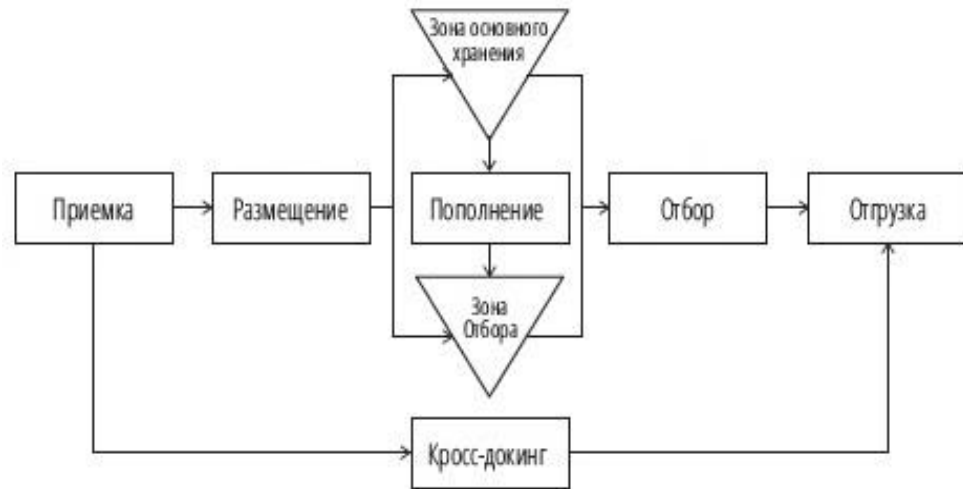 Зона основного
хранения
Приемка
Размещение
Пополнение
Отбор
Отгрузка
Зона
Отбора
Кросс-докинг